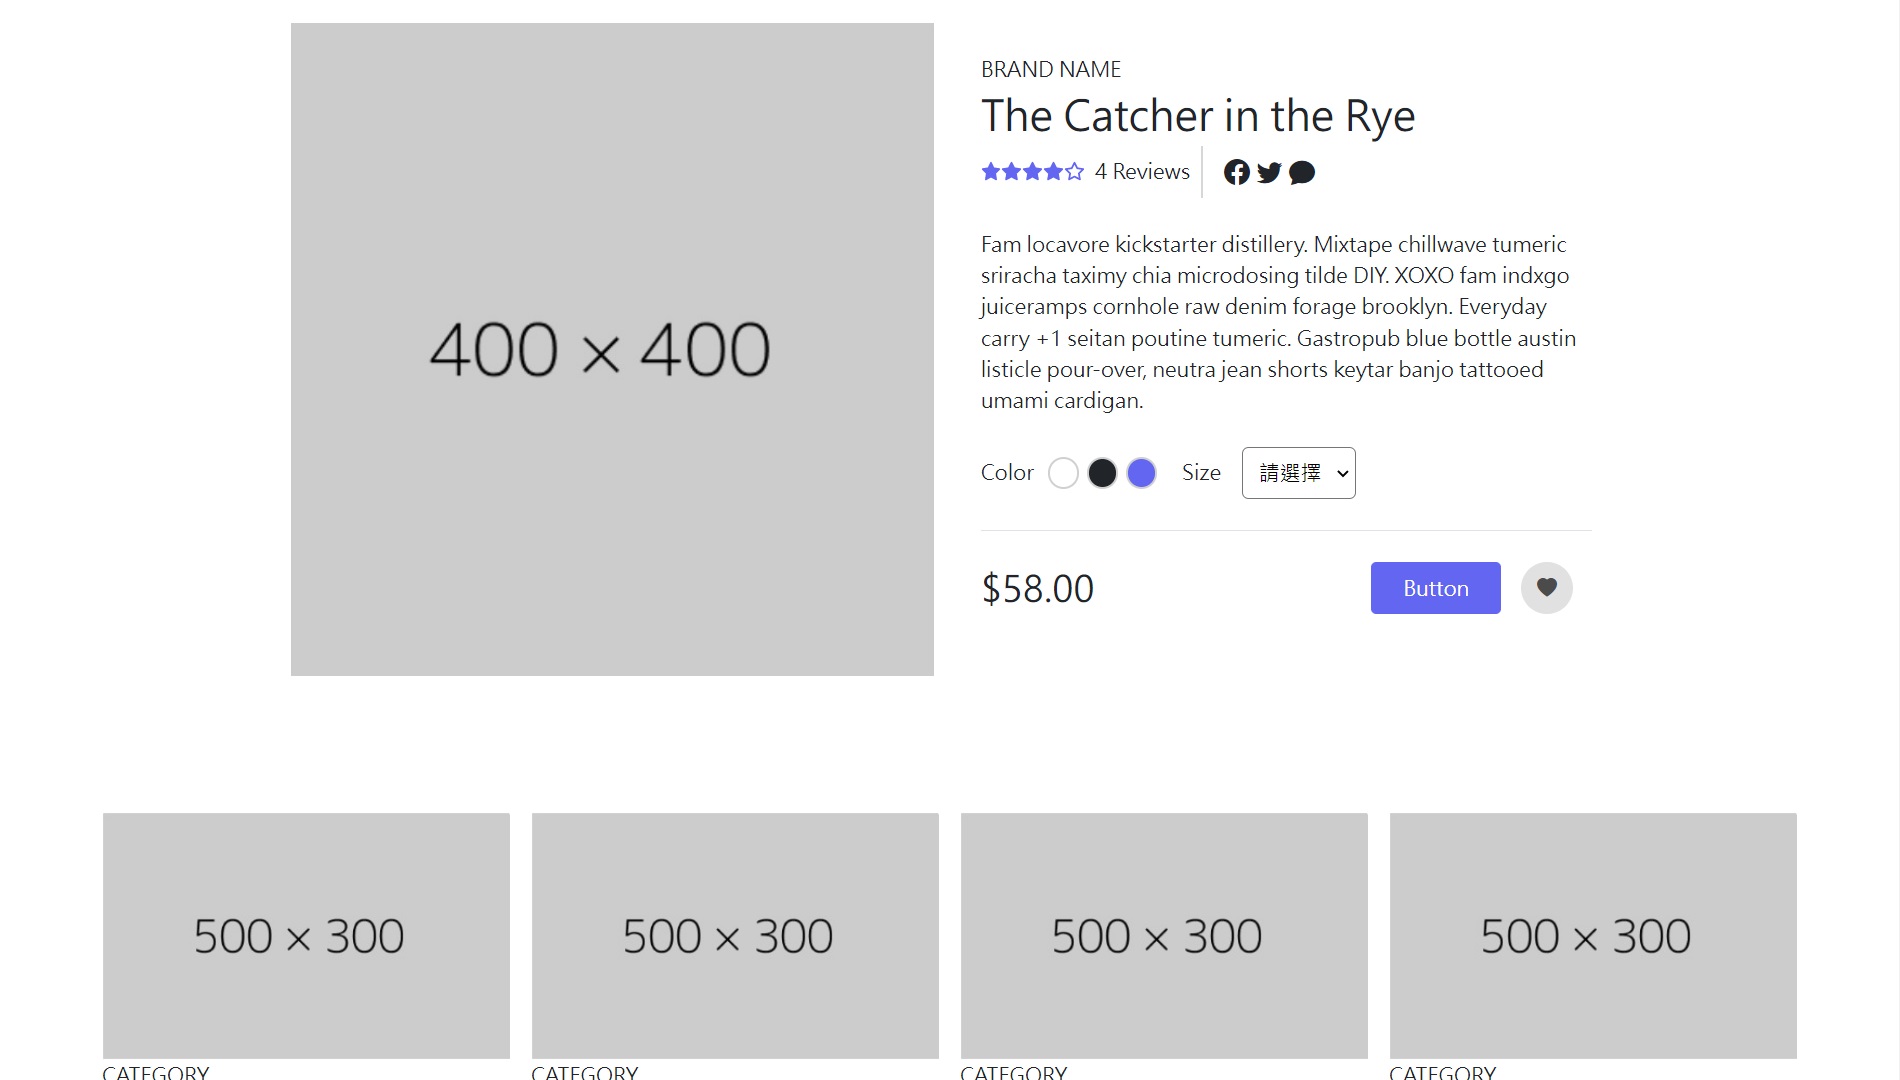 400 × 400
BRAND NAME
The Catcher in the Rye
4 Reviews
Fam locavore kickstarter distillery. Mixtape chillwave tumeric
sriracha taximy chia microdosing tilde DIY. XOXO fam indxgo
juiceramps cornhole raw denim forage brooklyn. Everyday
carry +1 seitan poutine tumeric. Gastropub blue bottle austin
listicle pour-over, neutra jean shorts keytar banjo tattooed
umami cardigan.
Color Size 請選擇
$58.00 Button
500 × 300 500 × 300 500 × 300 500 × 300
CATEGORY CATEGORY CATEGORY CATEGORY